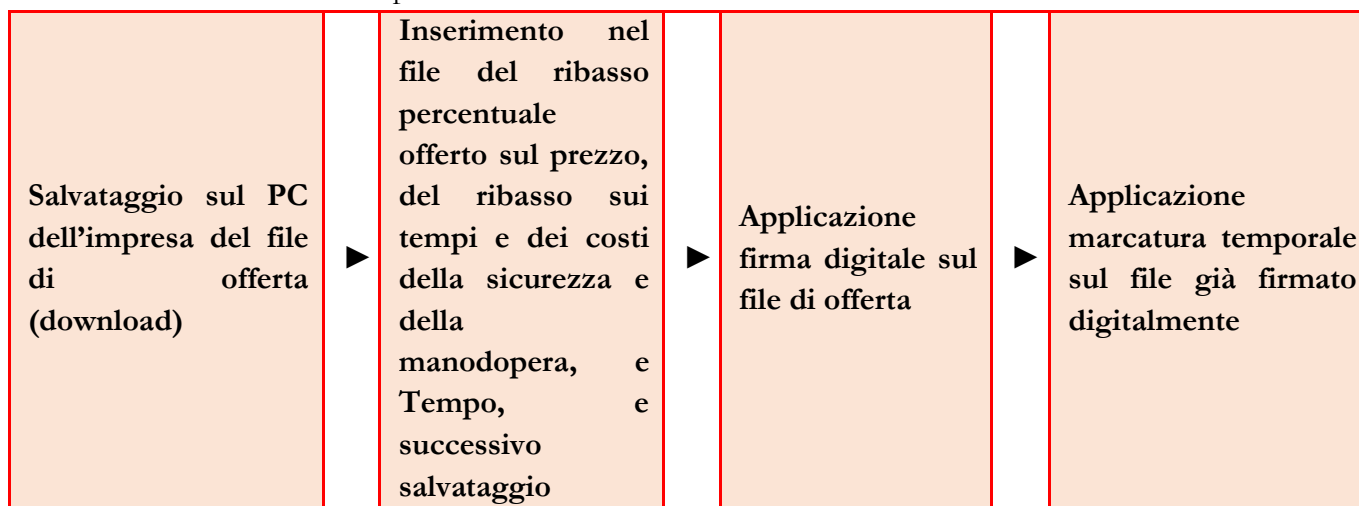 Salvataggio sul PC
dell'impresa del file
di offerta
(download)
►
Inserimento nel
file del ribasso
percentuale
offerto sul prezzo,
del ribasso sui
tempi e dei costi
della sicurezza e
della
manodopera, e
Tempo, e
successivo
salvataggio
►
Applicazione
firma digitale sul
file di offerta
►
Applicazione
marcatura temporale
sul file già firmato
digitalmente